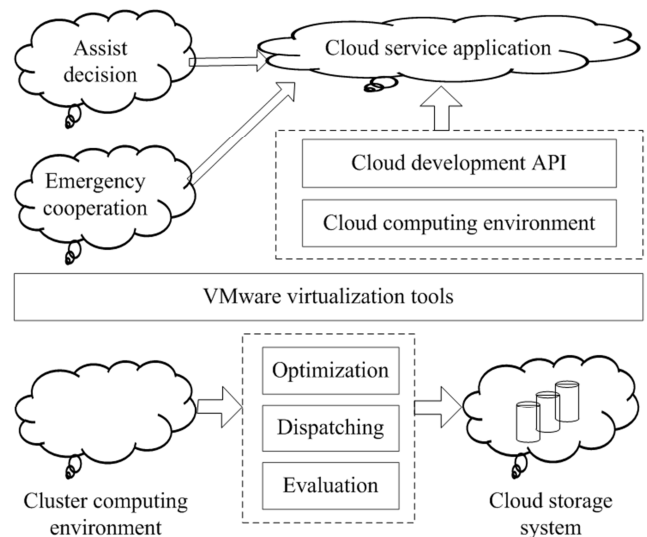 Assist
decision
Cloud service application
Emergency
cooperation
Cloud development API
Cloud computing environment
VMware virtualization tools
Optimization
Dispatching
Evaluation
Cluster computing
environment
Cloud storage
system